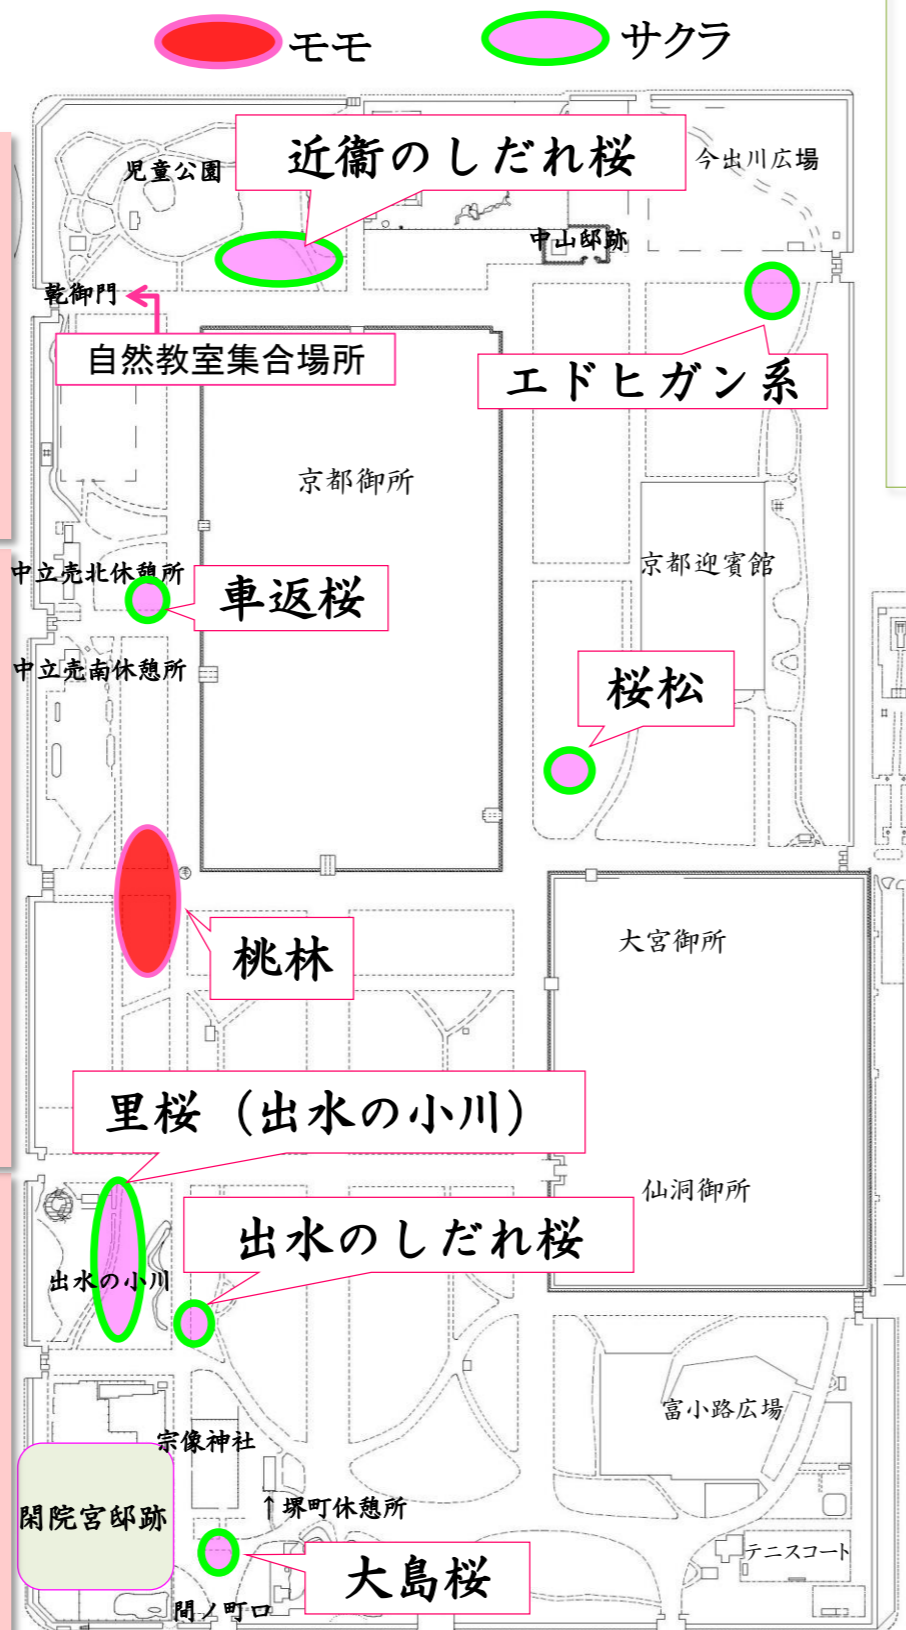 モモ
サクラ
近衞のしだれ桜
児童公園
今出川広場
中山邸跡
乾御門
自然教室集合場所
エドヒガン系
京都御所
京都迎賓館
中立売北休憩所
車返桜
中立売南休憩所
桜松
桃林
大宮御所
里桜（出水の小川）
仙洞御所
出水のしだれ桜
出水の小川
富小路広場
宗像神社
閑院宮邸跡
↑堺町休憩所
テニスコート
大島桜
間ノ町口